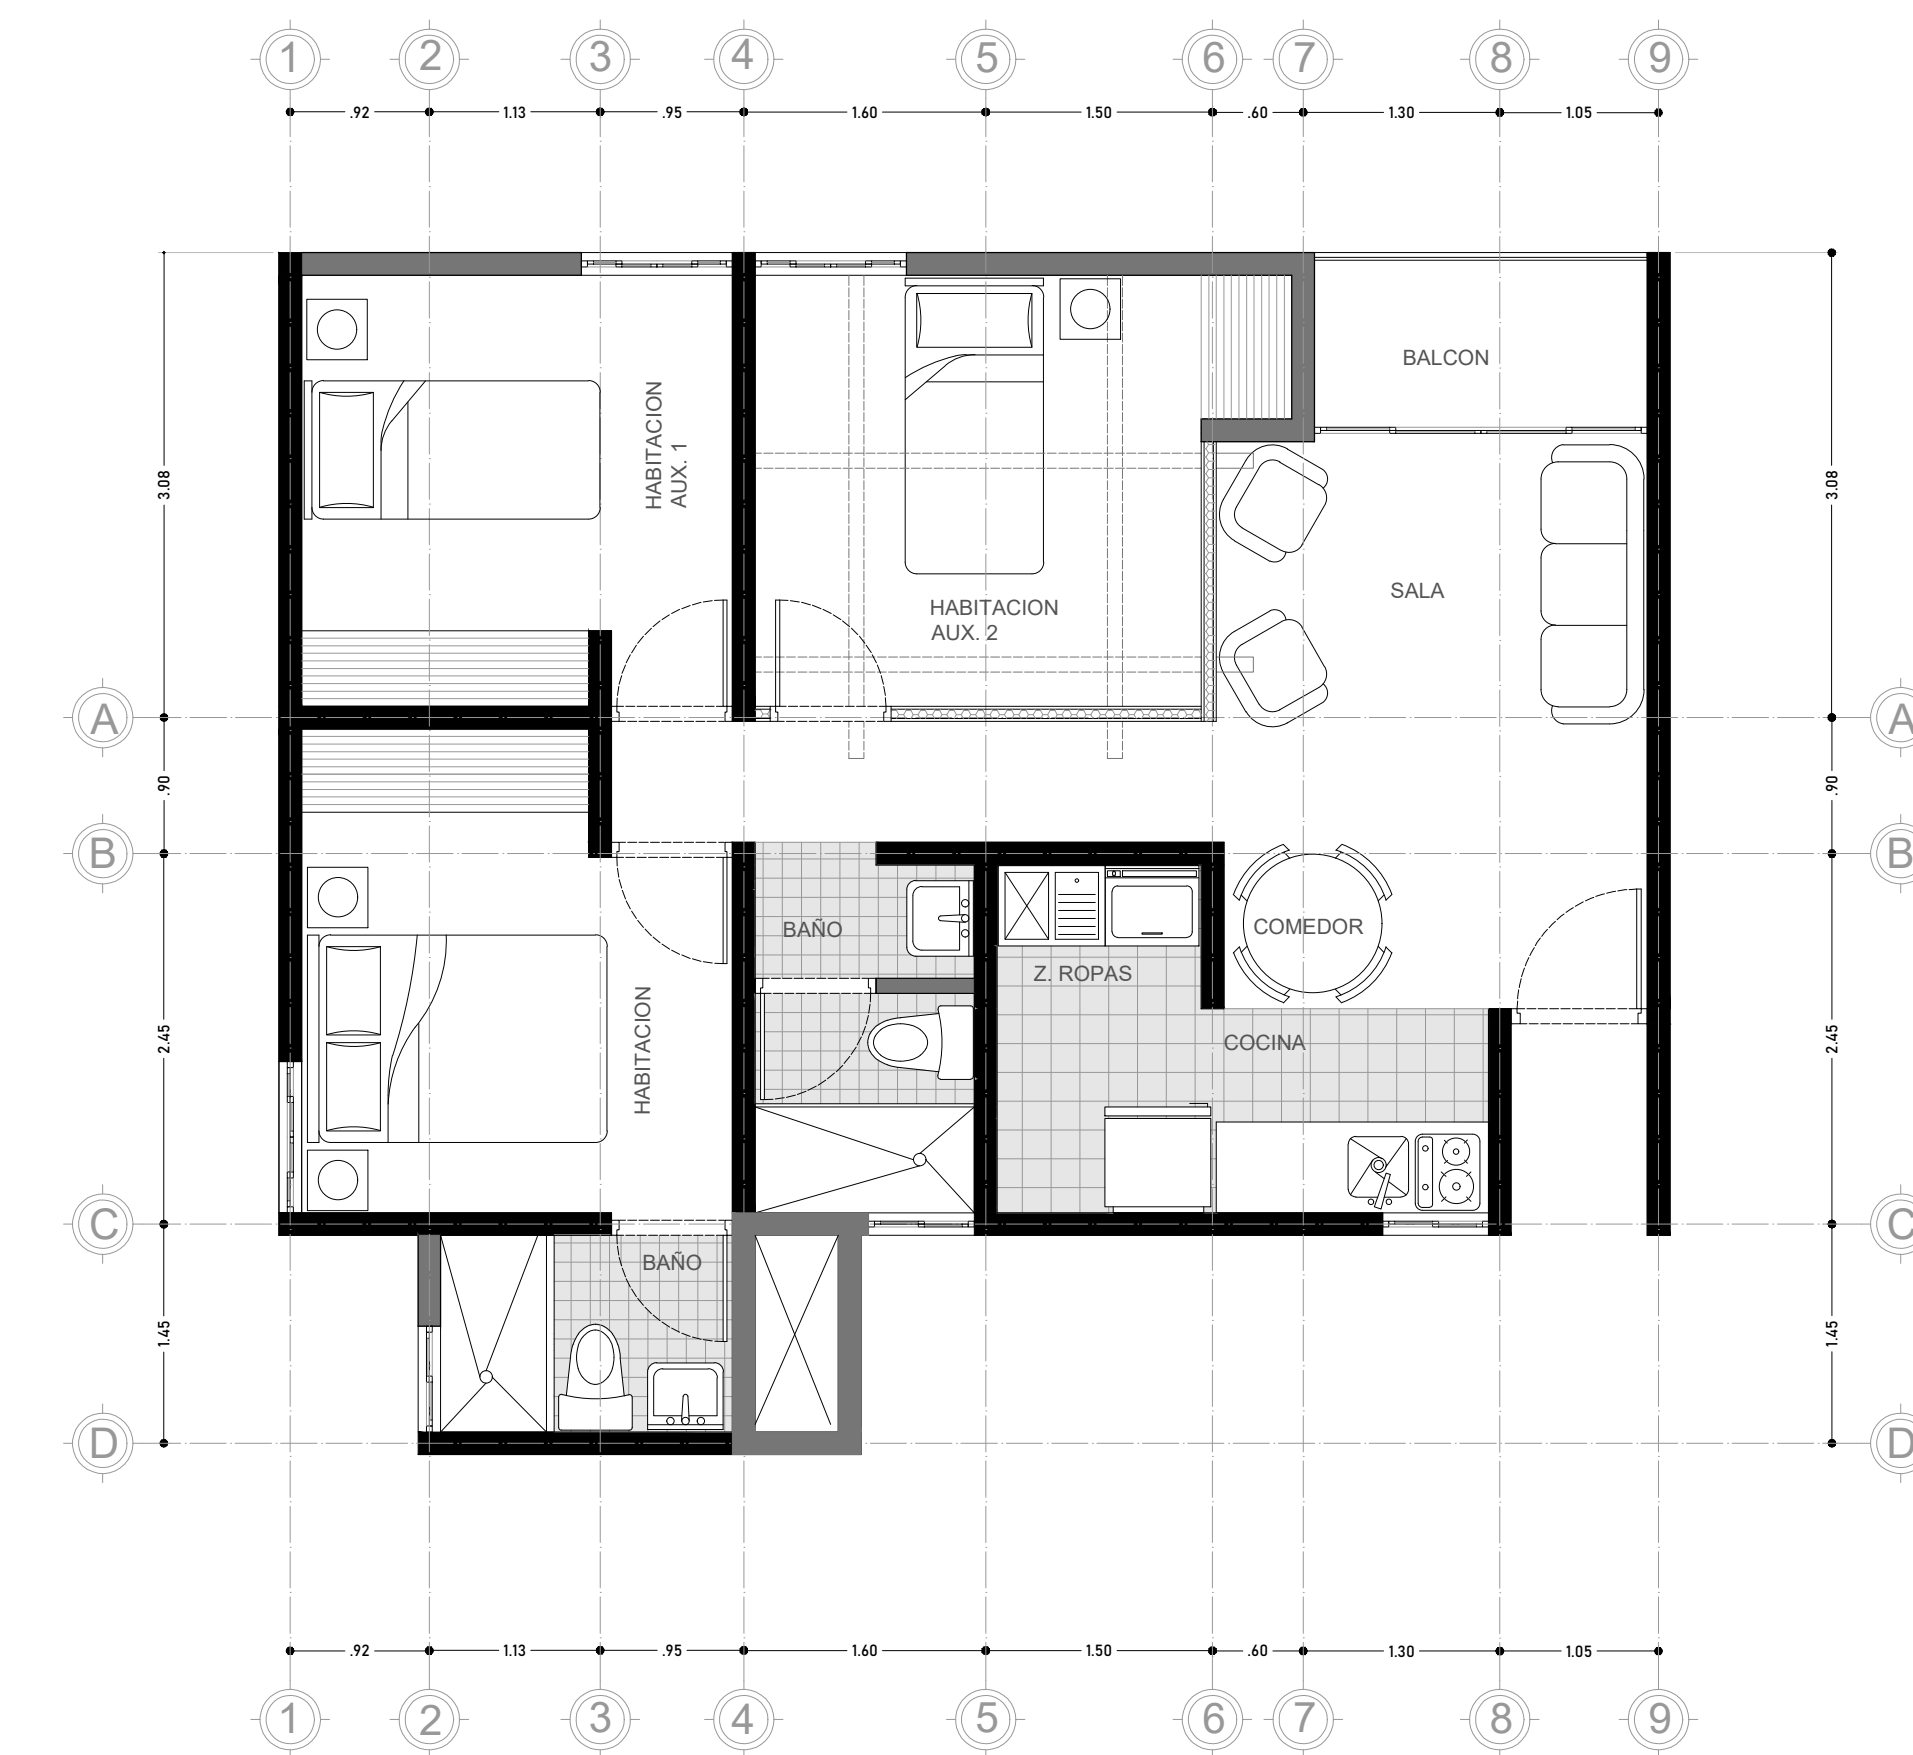 1 2 3 4 5 6 7 8 9
.92 1.13 .95 1.60 1.50 .60 1.30 1.05
BALCON
HABITACION
AUX. 1
3.08
3.08
SALA
HABITACION
AUX. 2
A
A
.90
.90
B
B
BAÑO
COMEDOR
Z. ROPAS
2.45
HABITACION
COCINA
2.45
C
C
BAÑO
1.45
1.45
D
D
.92 1.13 .95 1.60 1.50 .60 1.30 1.05
1 2 3 4 5 6 7 8 9